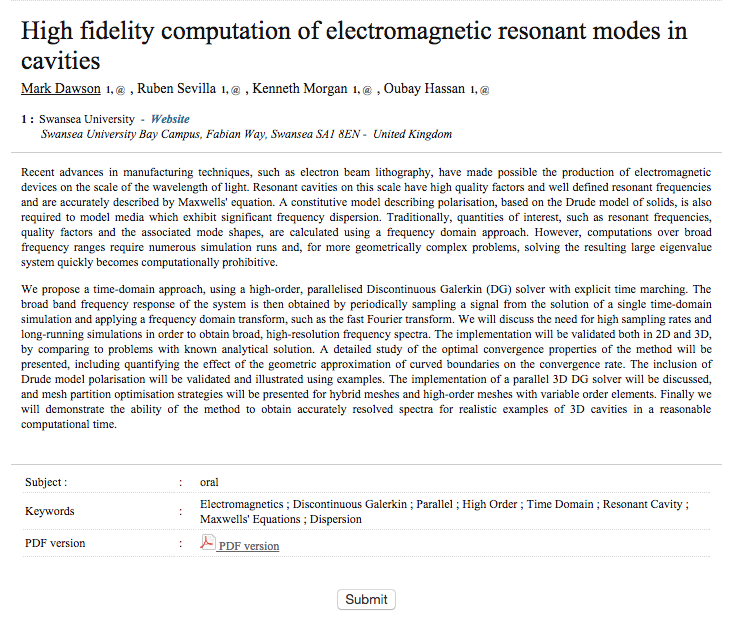 High fidelity computation of electromagnetic resonant modes in
cavities
Mark Dawson 1, @ , Ruben Sevilla 1, @ , Kenneth Morgan 1, @ , Oubay Hassan 1, @
1 : Swansea University - Website
Swansea University Bay Campus, Fabian Way, Swansea SA1 8EN - United Kingdom
Recent advances in manufacturing techniques, such as electron beam lithography, have made possible the production of electromagnetic
devices on the scale of the wavelength of light. Resonant cavities on this scale have high quality factors and well defined resonant frequencies
and are accurately described by Maxwells' equation. A constitutive model describing polarisation, based on the Drude model of solids, is also
required to model media which exhibit significant frequency dispersion. Traditionally, quantities of interest, such as resonant frequencies,
quality factors and the associated mode shapes, are calculated using a frequency domain approach. However, computations over broad
frequency ranges require numerous simulation runs and, for more geometrically complex problems, solving the resulting large eigenvalue
system quickly becomes computationally prohibitive.
We propose a time-domain approach, using a high-order, parallelised Discontinuous Galerkin (DG) solver with explicit time marching. The
broad band frequency response of the system is then obtained by periodically sampling a signal from the solution of a single time-domain
simulation and applying a frequency domain transform, such as the fast Fourier transform. We will discuss the need for high sampling rates and
long-running simulations in order to obtain broad, high-resolution frequency spectra. The implementation will be validated both in 2D and 3D,
by comparing to problems with known analytical solution. A detailed study of the optimal convergence properties of the method will be
presented, including quantifying the effect of the geometric approximation of curved boundaries on the convergence rate. The inclusion of
Drude model polarisation will be validated and illustrated using examples. The implementation of a parallel 3D DG solver will be discussed,
and mesh partition optimisation strategies will be presented for hybrid meshes and high-order meshes with variable order elements. Finally we
will demonstrate the ability of the method to obtain accurately resolved spectra for realistic examples of 3D cavities in a reasonable
computational time.
Subject : : oral
Keywords : Electromagnetics ; Discontinuous Galerkin ; Parallel ; High Order ; Time Domain ; Resonant Cavity ;
Maxwells' Equations ; Dispersion
PDF version : PDF version
Submit